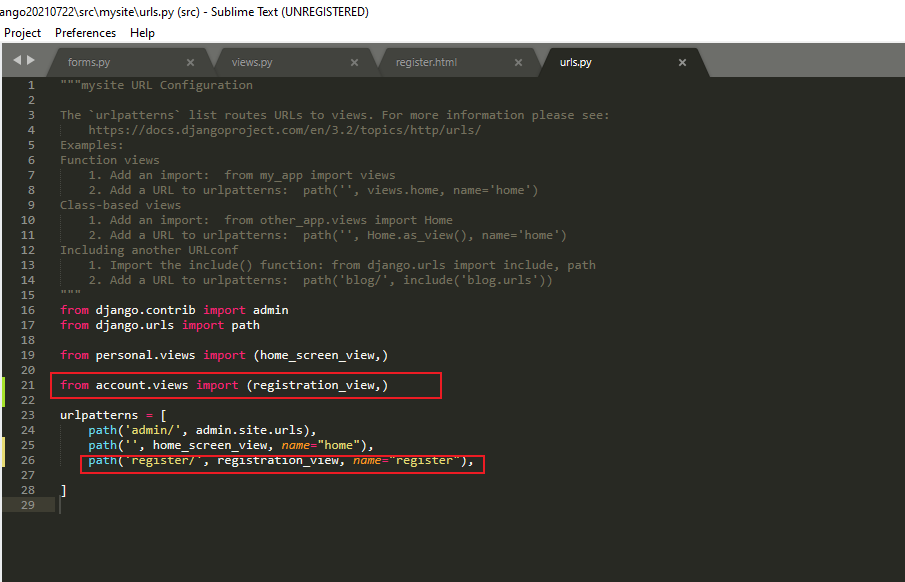 ango20210722\src\mysite\urls.py (src) - Sublime Text (UNREGISTERED)
Project Preferences Help
forms.py × views.py × register.html × urls.py ×
1 """mysite URL Configuration
2
3 The `urlpatterns` list routes URLs to views. For more information please see:
4     https://docs.djangoproject.com/en/3.2/topics/http/urls/
5 Examples:
6 Function views
7     1. Add an import:  from my_app import views
8     2. Add a URL to urlpatterns:  path('', views.home, name='home')
9 Class-based views
10     1. Add an import:  from other_app.views import Home
11     2. Add a URL to urlpatterns:  path('', Home.as_view(), name='home')
12 Including another URLconf
13     1. Import the include() function: from django.urls import include, path
14     2. Add a URL to urlpatterns:  path('blog/', include('blog.urls'))
15 """
16 from django.contrib import admin
17 from django.urls import path
18
19 from personal.views import (home_screen_view,)
20
21 from account.views import (registration_view,)
22
23 urlpatterns = [
24     path('admin/', admin.site.urls),
25     path('', home_screen_view, name="home"),
26     path('register/', registration_view, name="register"),
27
28 ]
29